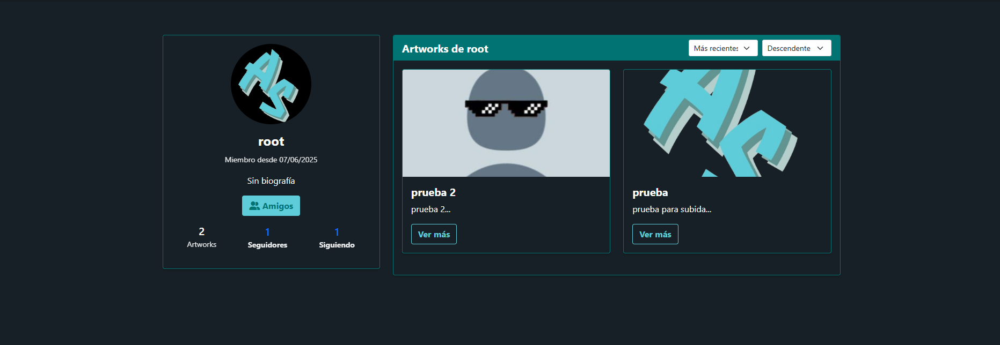 AS
root
Miembro desde 07/06/2025
Sin biografía
Amigos
2 1 1
Artworks Seguidores Siguiendo
Artworks de root Más recientes Descendente
AS
prueba 2
prueba 2...
Ver más
prueba
prueba para subida...
Ver más